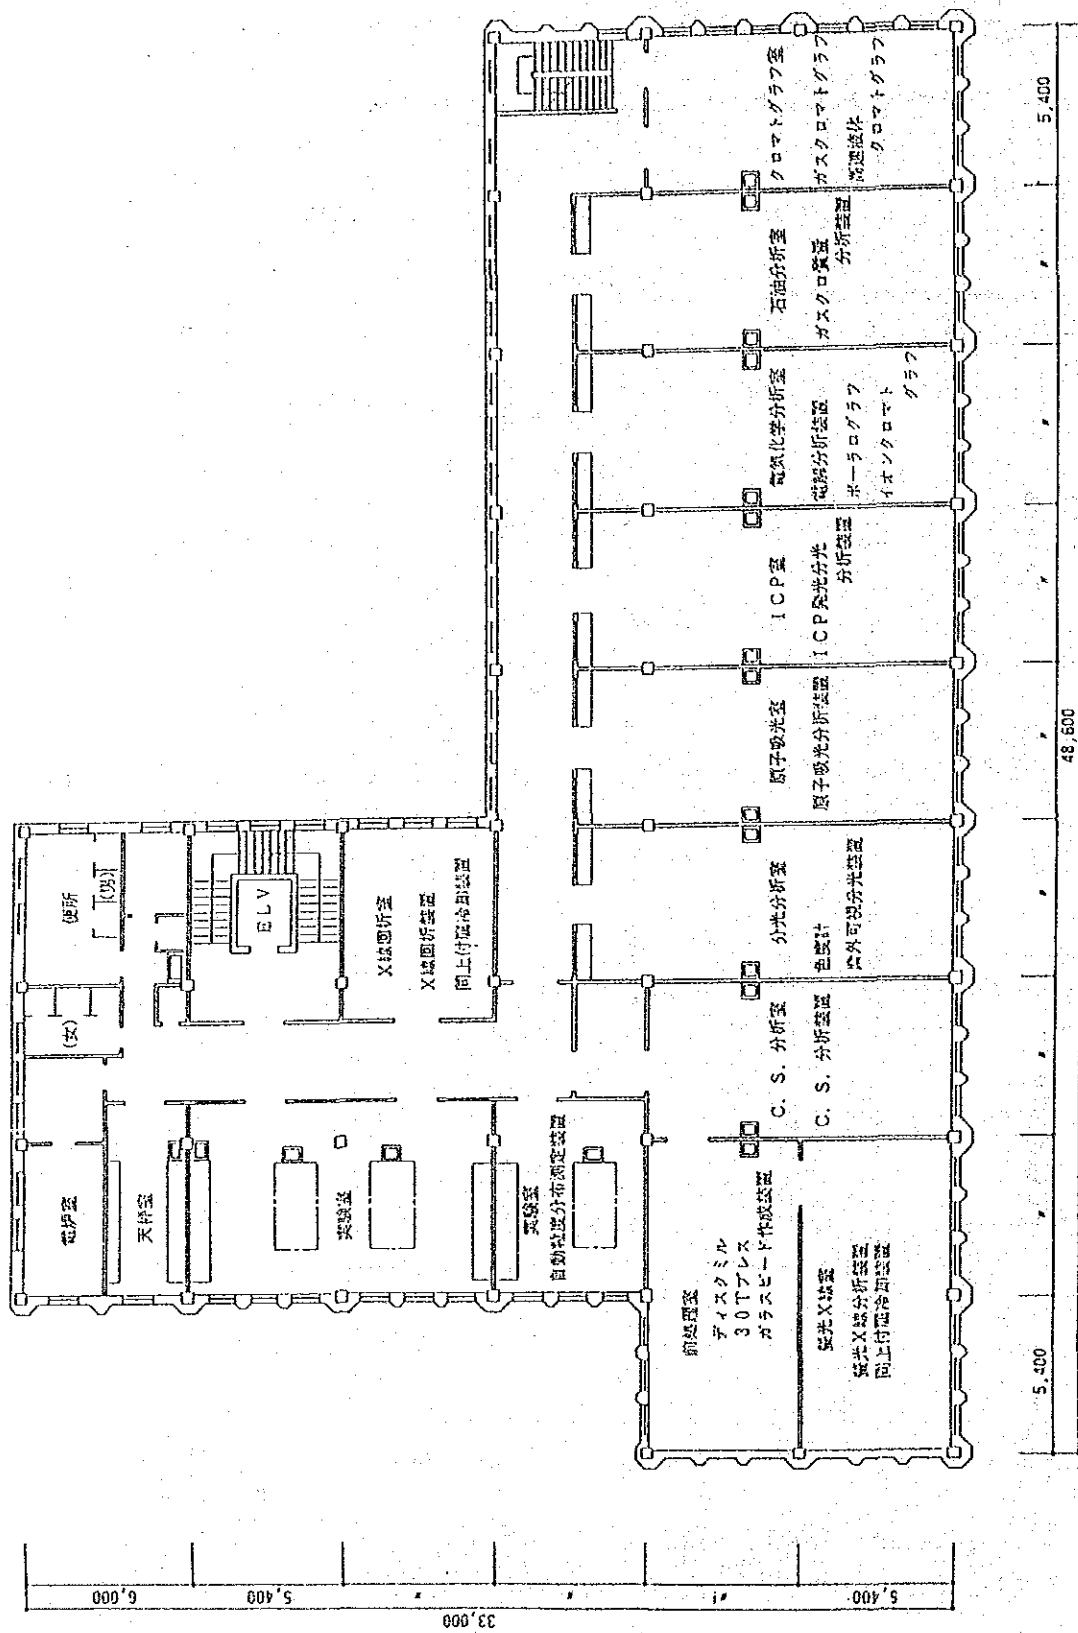 便所
(男)
(女)
ELV
電炉室
天秤室
実験室
実験室
自動粒度分布測定装置
X線回折室
X線回折装置
同上付属冷却装置
前処理室
ディスクミル
30Tプレス
ガラスビード作成装置
蛍光X線室
蛍光X線分析装置
同上付属冷却装置
C. S. 分析室
C. S. 分析装置
分光分析室
色度計
紫外可視分光装置
原子吸光室
原子吸光分析装置
ICP室
ICP発光分光
分析装置
電気化学分析室
電解分析装置
ポーラログラフ
イオンクロマト
グラフ
石油分析室
ガスクロ質量
分析装置
クロマトグラフ室
ガスクロマトグラフ
高速液体
クロマトグラフ
5,400
〃
〃
〃
〃
〃
〃
5,400
48,600
6,000
5,400
〃
〃
〃
5,400
33,000